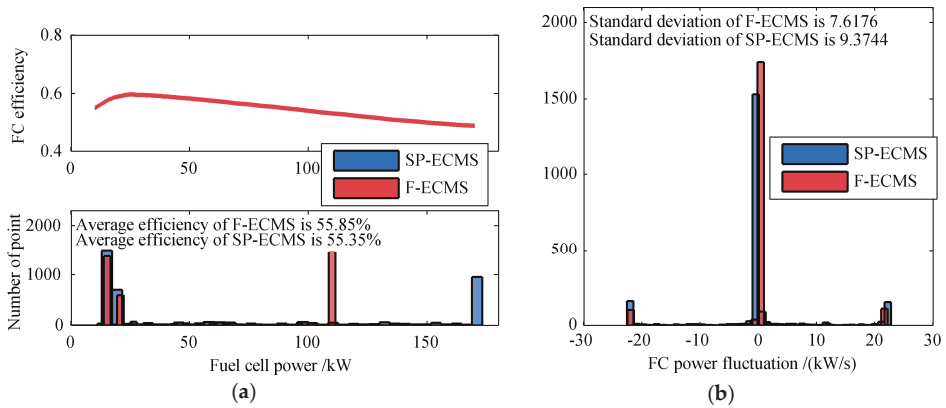 0.8
0.6
0.4
FC efficiency
0
50
100
150
SP-ECMS
F-ECMS
2000
1000
0
Number of point
Average efficiency of F-ECMS is 55.85%
Average efficiency of SP-ECMS is 55.35%
0
50
100
150
Fuel cell power /kW
(a)
2000
1500
1000
500
0
Standard deviation of F-ECMS is 7.6176
Standard deviation of SP-ECMS is 9.3744
SP-ECMS
F-ECMS
-30
-20
-10
0
10
20
30
FC power fluctuation /(kW/s)
(b)